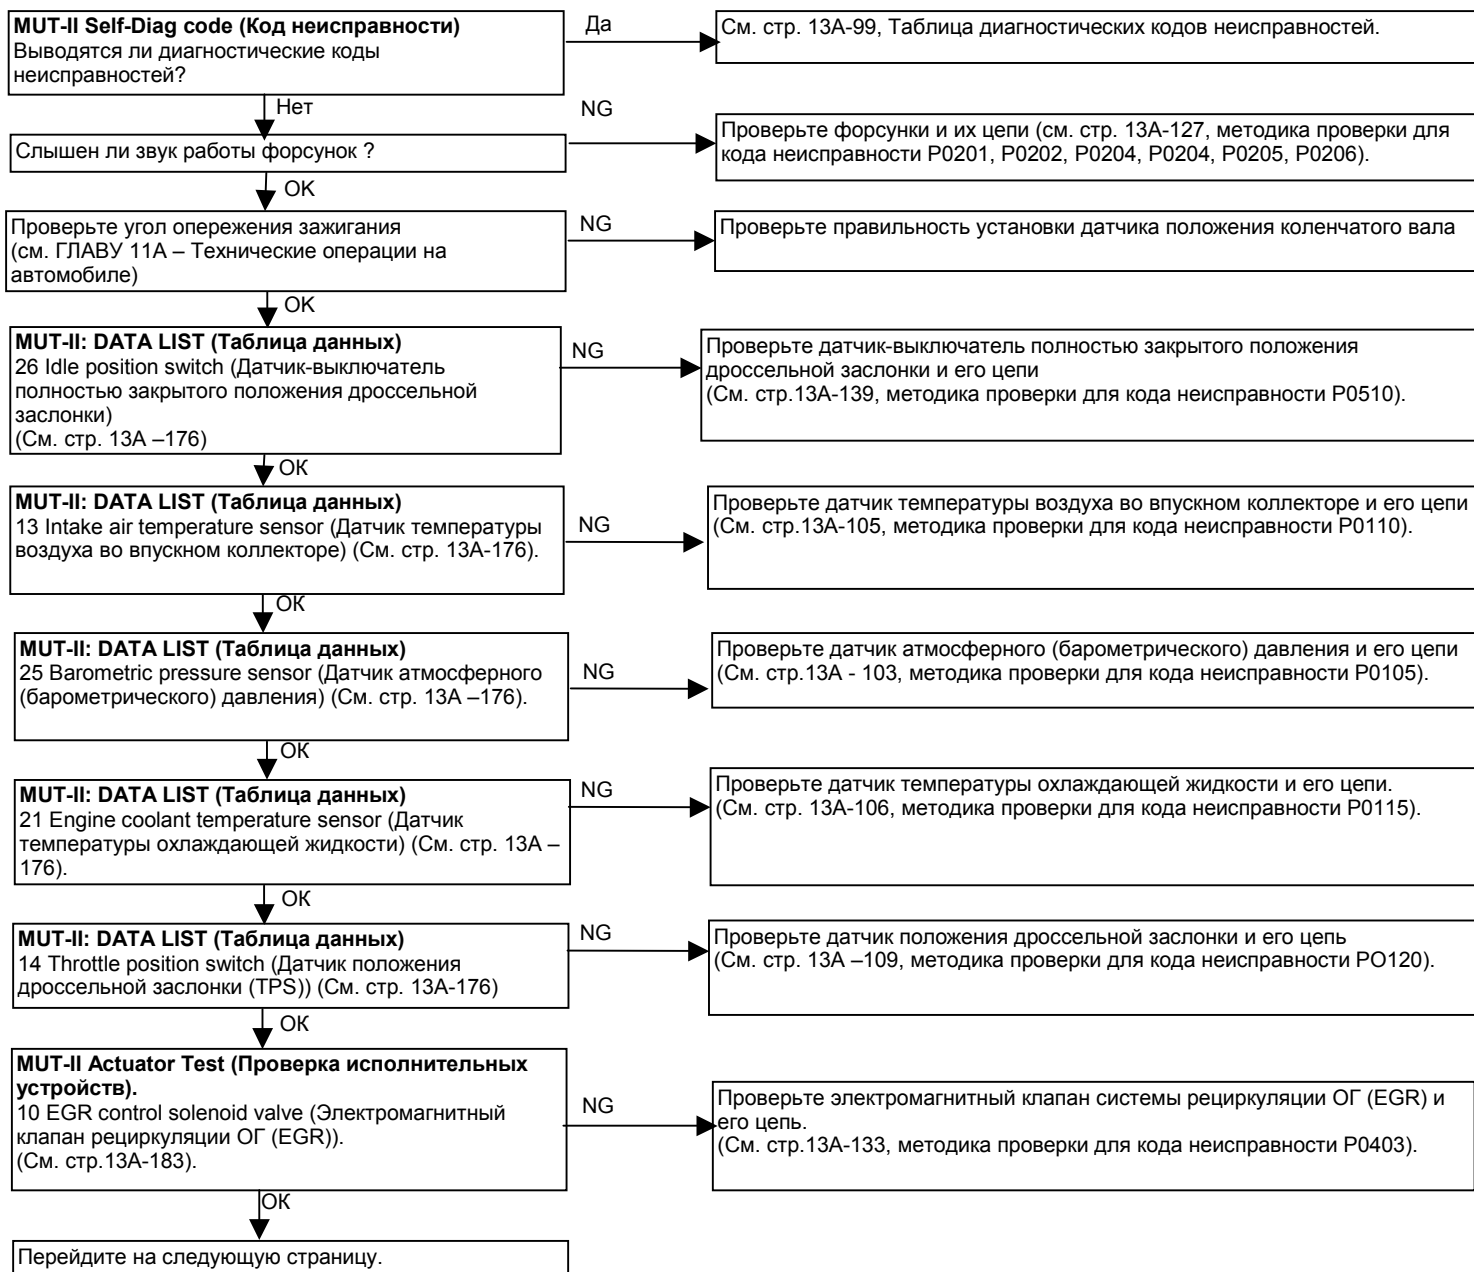 MUT-II Self-Diag code (Код неисправности)
Выводятся ли диагностические коды
неисправностей?
Да
См. стр. 13A-99, Таблица диагностических кодов неисправностей.
Нет
NG
Слышен ли звук работы форсунок ?
Проверьте форсунки и их цепи (см. стр. 13A-127, методика проверки для
кода неисправности P0201, P0202, P0204, P0204, P0205, P0206).
OK
Проверьте угол опережения зажигания
(см. ГЛАВУ 11А – Технические операции на
автомобиле)
NG
Проверьте правильность установки датчика положения коленчатого вала
OK
MUT-II: DATA LIST (Таблица данных)
26 Idle position switch (Датчик-выключатель
полностью закрытого положения дроссельной
заслонки)
(См. стр. 13А –176)
NG
Проверьте датчик-выключатель полностью закрытого положения
дроссельной заслонки и его цепи
(См. стр.13А-139, методика проверки для кода неисправности P0510).
OK
MUT-II: DATA LIST (Таблица данных)
13 Intake air temperature sensor (Датчик температуры
воздуха во впускном коллекторе) (См. стр. 13А-176).
NG
Проверьте датчик температуры воздуха во впускном коллекторе и его цепи
(См. стр.13А-105, методика проверки для кода неисправности P0110).
OK
MUT-II: DATA LIST (Таблица данных)
25 Barometric pressure sensor (Датчик атмосферного
(барометрического) давления) (См. стр. 13А –176).
NG
Проверьте датчик атмосферного (барометрического) давления и его цепи
(См. стр.13А - 103, методика проверки для кода неисправности P0105).
OK
MUT-II: DATA LIST (Таблица данных)
21 Engine coolant temperature sensor (Датчик
температуры охлаждающей жидкости) (См. стр. 13А –
176).
NG
Проверьте датчик температуры охлаждающей жидкости и его цепи.
(См. стр. 13А-106, методика проверки для кода неисправности P0115).
OK
MUT-II: DATA LIST (Таблица данных)
14 Throttle position switch (Датчик положения
дроссельной заслонки (TPS)) (См. стр. 13А-176)
NG
Проверьте датчик положения дроссельной заслонки и его цепь
(См. стр. 13А –109, методика проверки для кода неисправности PO120).
OK
MUT-II Actuator Test (Проверка исполнительных
устройств).
10 EGR control solenoid valve (Электромагнитный
клапан рециркуляции ОГ (EGR)).
(См. стр.13А-183).
NG
Проверьте электромагнитный клапан системы рециркуляции ОГ (EGR) и
его цепь.
(См. стр.13А-133, методика проверки для кода неисправности P0403).
OK
Перейдите на следующую страницу.